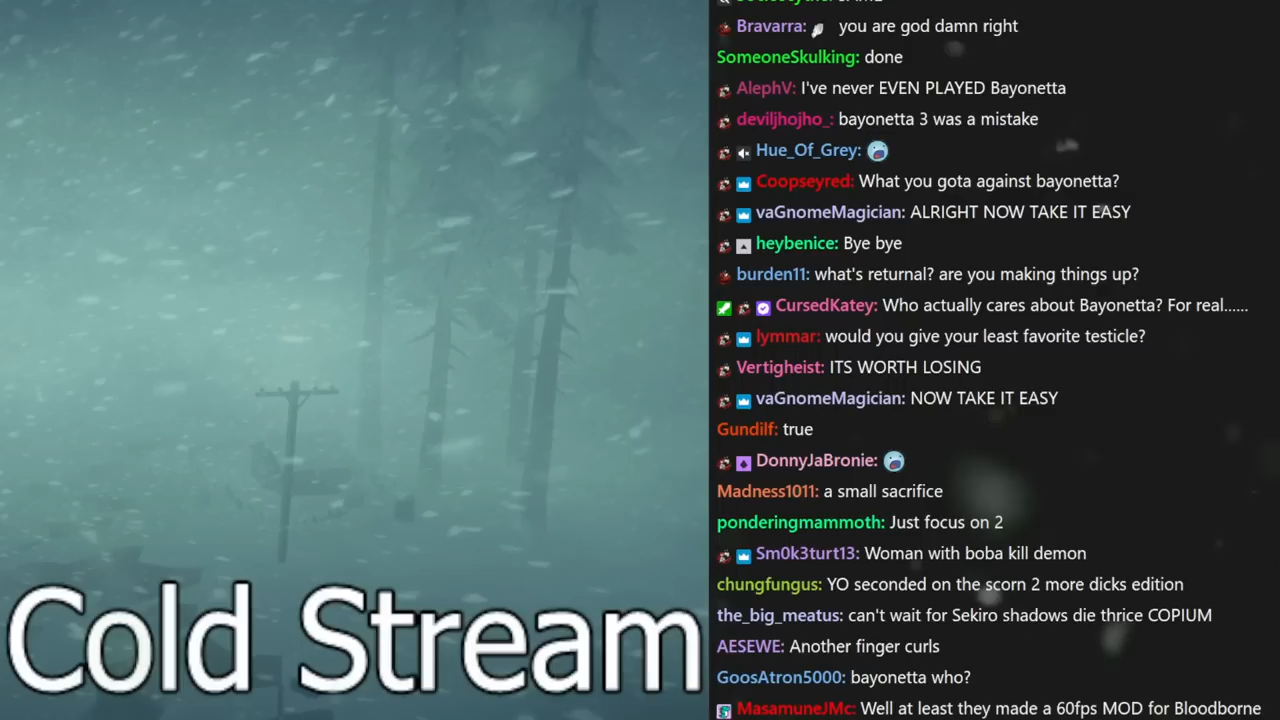 Bravarra: you are god damn right
SomeoneSkulking: done
AlephV: I've never EVEN PLAYED Bayonetta
deviljhojho_: bayonetta 3 was a mistake
Hue_Of_Grey:
Coopseyred: What you gota against bayonetta?
vaGnomeMagician: ALRIGHT NOW TAKE IT EASY
heybenice: Bye bye
burden11: what's returnal? are you making things up?
CursedKatey: Who actually cares about Bayonetta? For real......
lymmar: would you give your least favorite testicle?
Vertigheist: ITS WORTH LOSING
vaGnomeMagician: NOW TAKE IT EASY
Gundilf: true
DonnyJaBronie:
Madness1011: a small sacrifice
ponderingmammoth: Just focus on 2
Sm0k3turt13: Woman with boba kill demon
chungfungus: YO seconded on the scorn 2 more dicks edition
the_big_meatus: can't wait for Sekiro shadows die thrice COPIUM
AESEWE: Another finger curls
GoosAtron5000: bayonetta who?
MasamuneJMc: Well at least they made a 60fps MOD for Bloodborne
Cold Stream